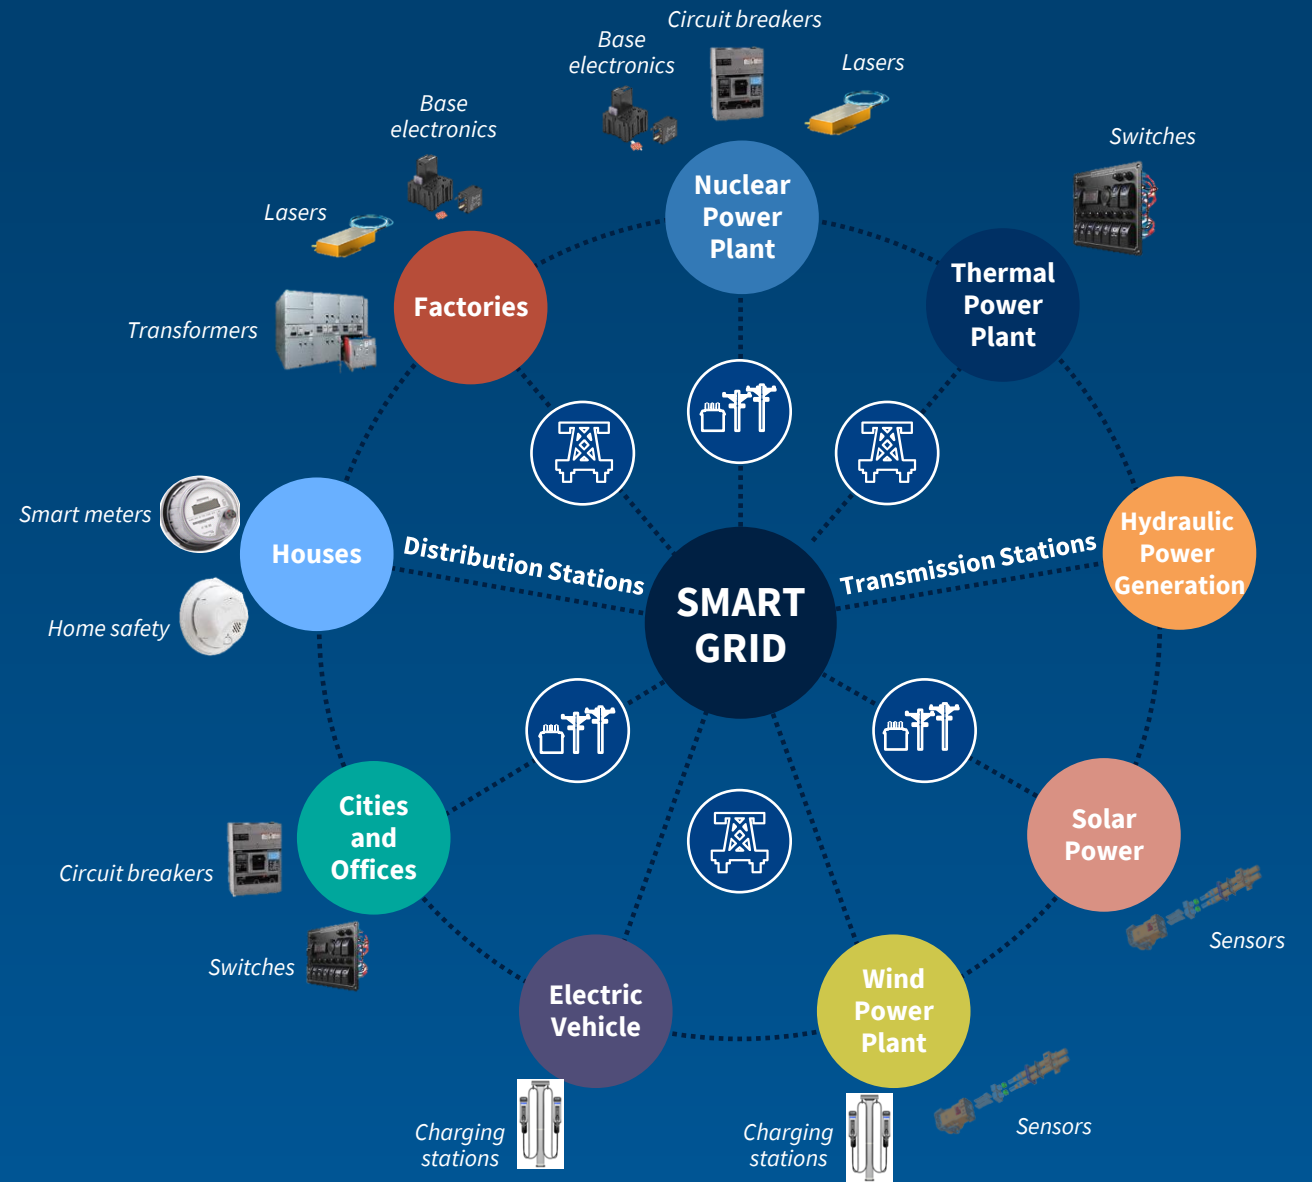 Circuit breakers
Base
electronics
Lasers
Base
electronics
Switches
Nuclear
Power
Plant
Lasers
Thermal
Power
Plant
Factories
Transformers
Smart meters
Hydraulic
Power
Generation
Houses
Distribution Stations
Transmission Stations
SMART
GRID
Home safety
Cities
and
Offices
Solar
Power
Circuit breakers
Sensors
Switches
Electric
Vehicle
Wind
Power
Plant
Charging
stations
Charging
stations
Sensors